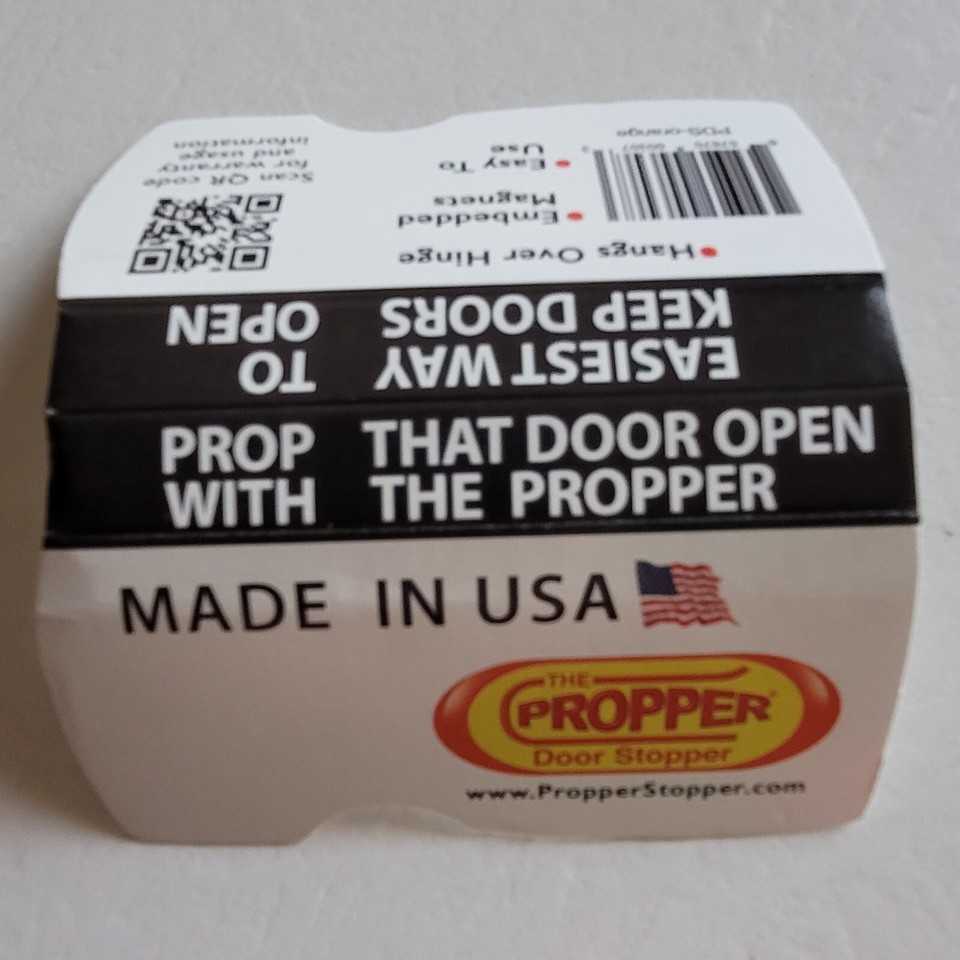 PROP THAT DOOR OPEN
WITH THE PROPPER
MADE IN USA
THE
PROPPER®
Door Stopper
www.PropperStopper.com
EASIEST WAY TO
KEEP DOORS OPEN
• Hangs Over Hinge
• Embedded
Magnets
• Easy To
Use
Scan QR code
for warranty
and usage
information
PDS-orange